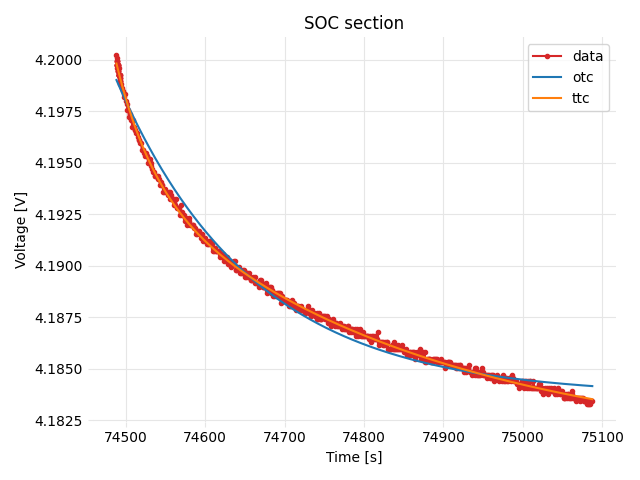 SOC section
data
otc
ttc
4.2000
4.1975
4.1950
4.1925
4.1900
4.1875
4.1850
4.1825
Voltage [V]
74500 74600 74700 74800 74900 75000 75100
Time [s]